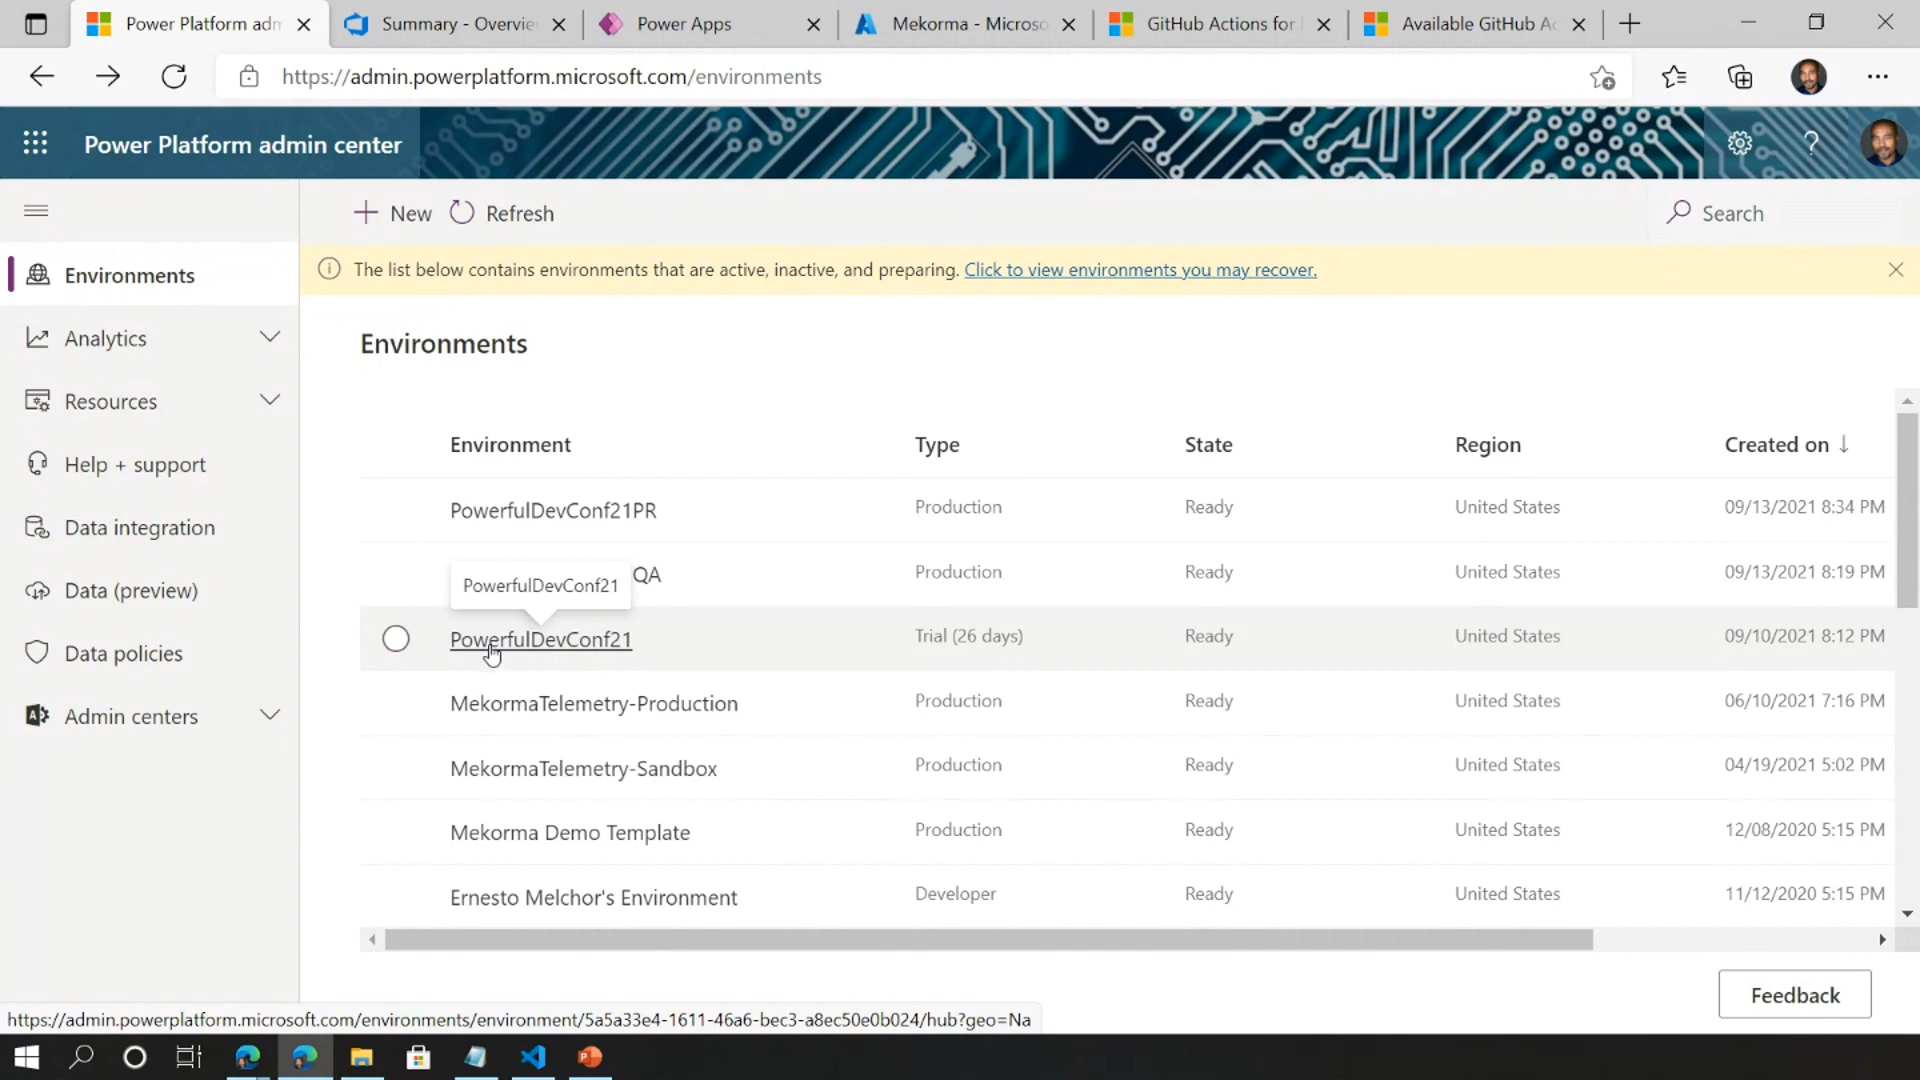 Power Platform adm
Summary - Overvie
Power Apps
Mekorma - Microso
GitHub Actions for
Available GitHub Ac
https://admin.powerplatform.microsoft.com/environments
Power Platform admin center
?
New
Refresh
Search
The list below contains environments that are active, inactive, and preparing. Click to view environments you may recover.
Environments
Analytics
Resources
Help + support
Data integration
Data (preview)
Data policies
Admin centers
Environments
Environment Type State Region Created on
PowerfulDevConf21PR Production Ready United States 09/13/2021 8:34 PM
QA Production Ready United States 09/13/2021 8:19 PM
PowerfulDevConf21
PowerfulDevConf21 Trial (26 days) Ready United States 09/10/2021 8:12 PM
MekormaTelemetry-Production Production Ready United States 06/10/2021 7:16 PM
MekormaTelemetry-Sandbox Production Ready United States 04/19/2021 5:02 PM
Mekorma Demo Template Production Ready United States 12/08/2020 5:15 PM
Ernesto Melchor's Environment Developer Ready United States 11/12/2020 5:15 PM
Feedback
https://admin.powerplatform.microsoft.com/environments/environment/5a5a33e4-1611-46a6-bec3-a8ec50e0b024/hub?geo=Na